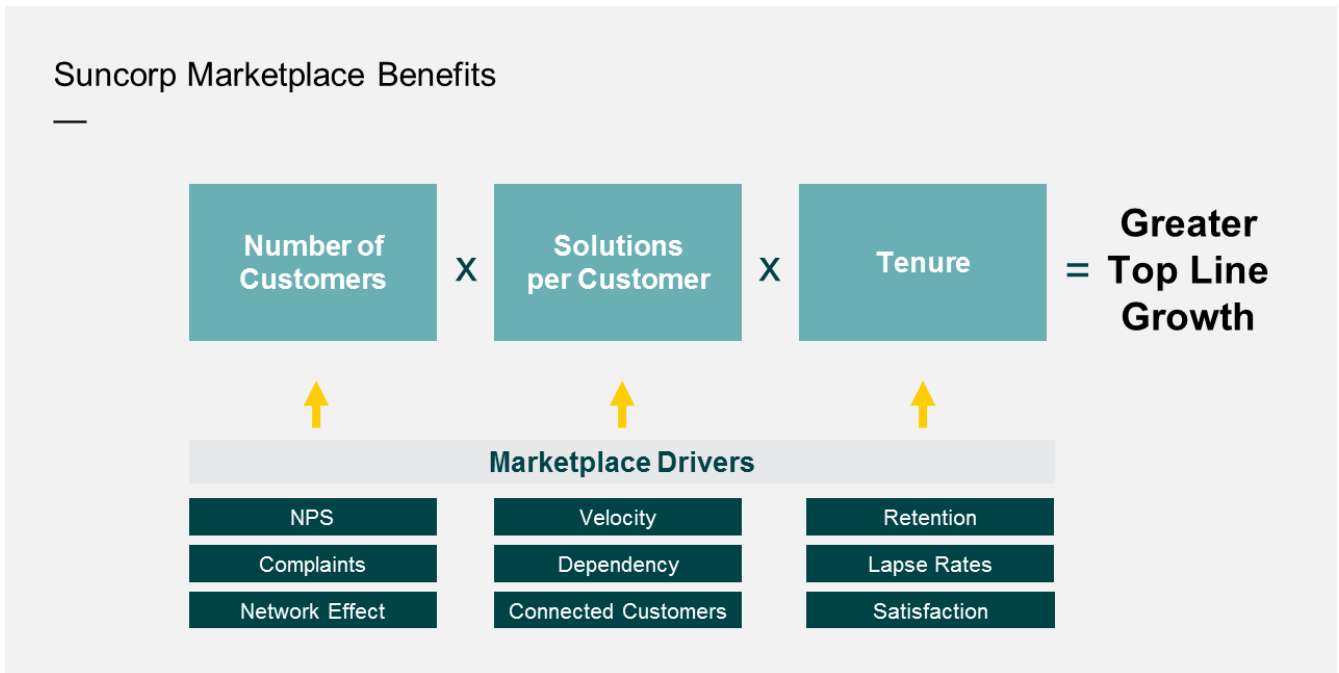 Suncorp Marketplace Benefits
Number of
Customers
x
Solutions
per Customer
x
Tenure
=
Greater
Top Line
Growth
Marketplace Drivers
NPS
Velocity
Retention
Complaints
Dependency
Lapse Rates
Network Effect
Connected Customers
Satisfaction